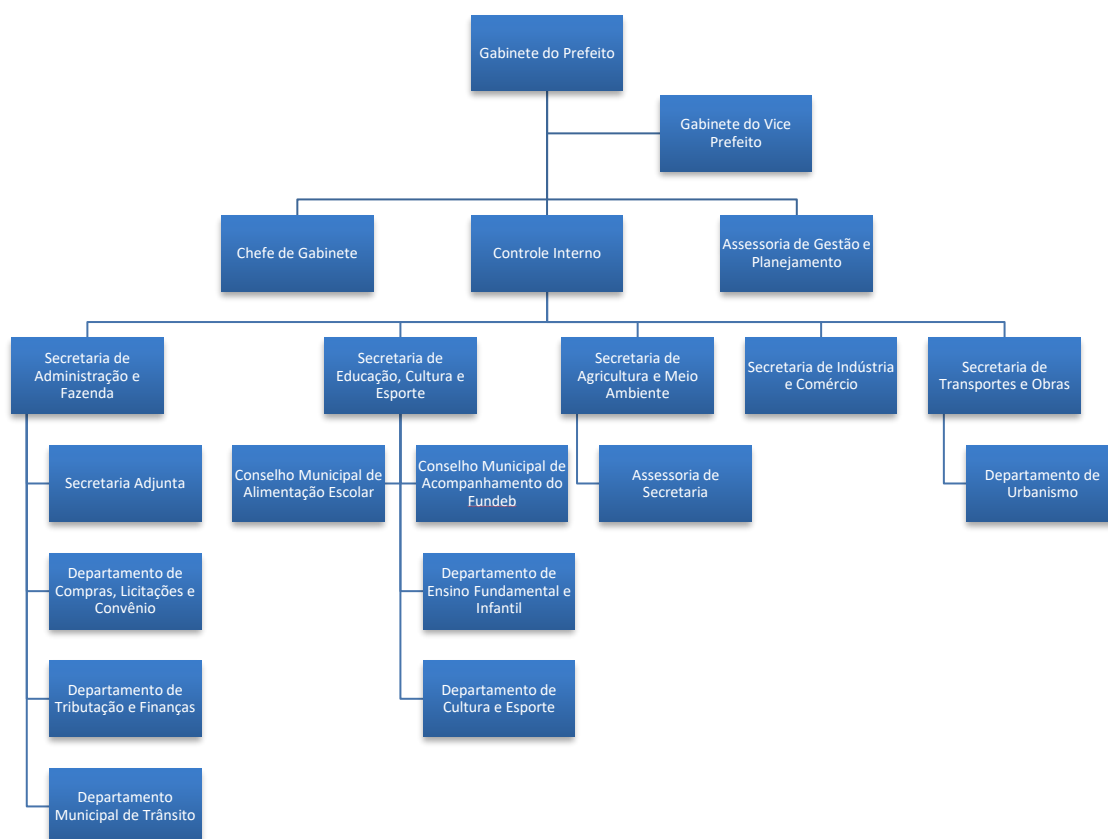 Gabinete do Prefeito
Gabinete do Vice
Prefeito
Chefe de Gabinete
Controle Interno
Assessoria de Gestão e
Planejamento
Secretaria de
Administração e
Fazenda
Secretaria de
Educação, Cultura e
Esporte
Secretaria de
Agricultura e Meio
Ambiente
Secretaria de Indústria
e Comércio
Secretaria de
Transportes e Obras
Secretaria Adjunta
Conselho Municipal de
Alimentação Escolar
Conselho Municipal de
Acompanhamento do
Fundeb
Assessoria de
Secretaria
Departamento de
Urbanismo
Departamento de
Compras, Licitações e
Convênio
Departamento de
Ensino Fundamental e
Infantil
Departamento de
Tributação e Finanças
Departamento de
Cultura e Esporte
Departamento
Municipal de Trânsito